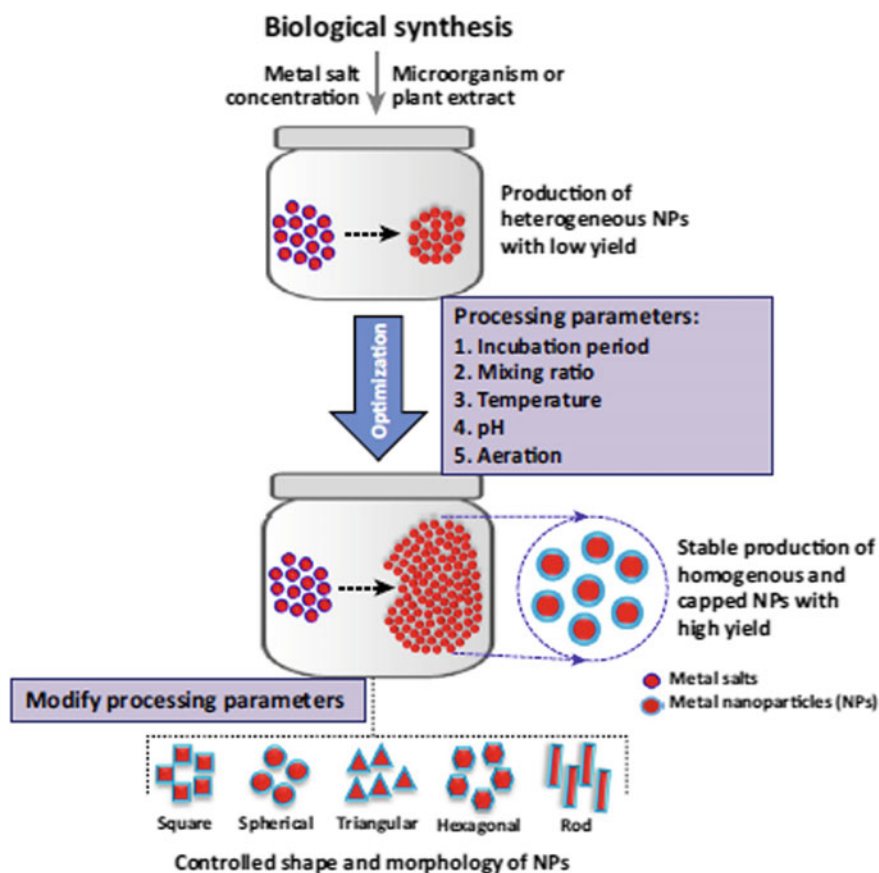 Biological synthesis
Metal salt
concentration
Microorganism or
plant extract
Production of
heterogeneous NPs
with low yield
Optimization
Processing parameters:
1. Incubation period
2. Mixing ratio
3. Temperature
4. pH
5. Aeration
Stable production of
homogenous and
capped NPs with
high yield
Metal salts
Metal nanoparticles (NPs)
Modify processing parameters
Square
Spherical
Triangular
Hexagonal
Rod
Controlled shape and morphology of NPs